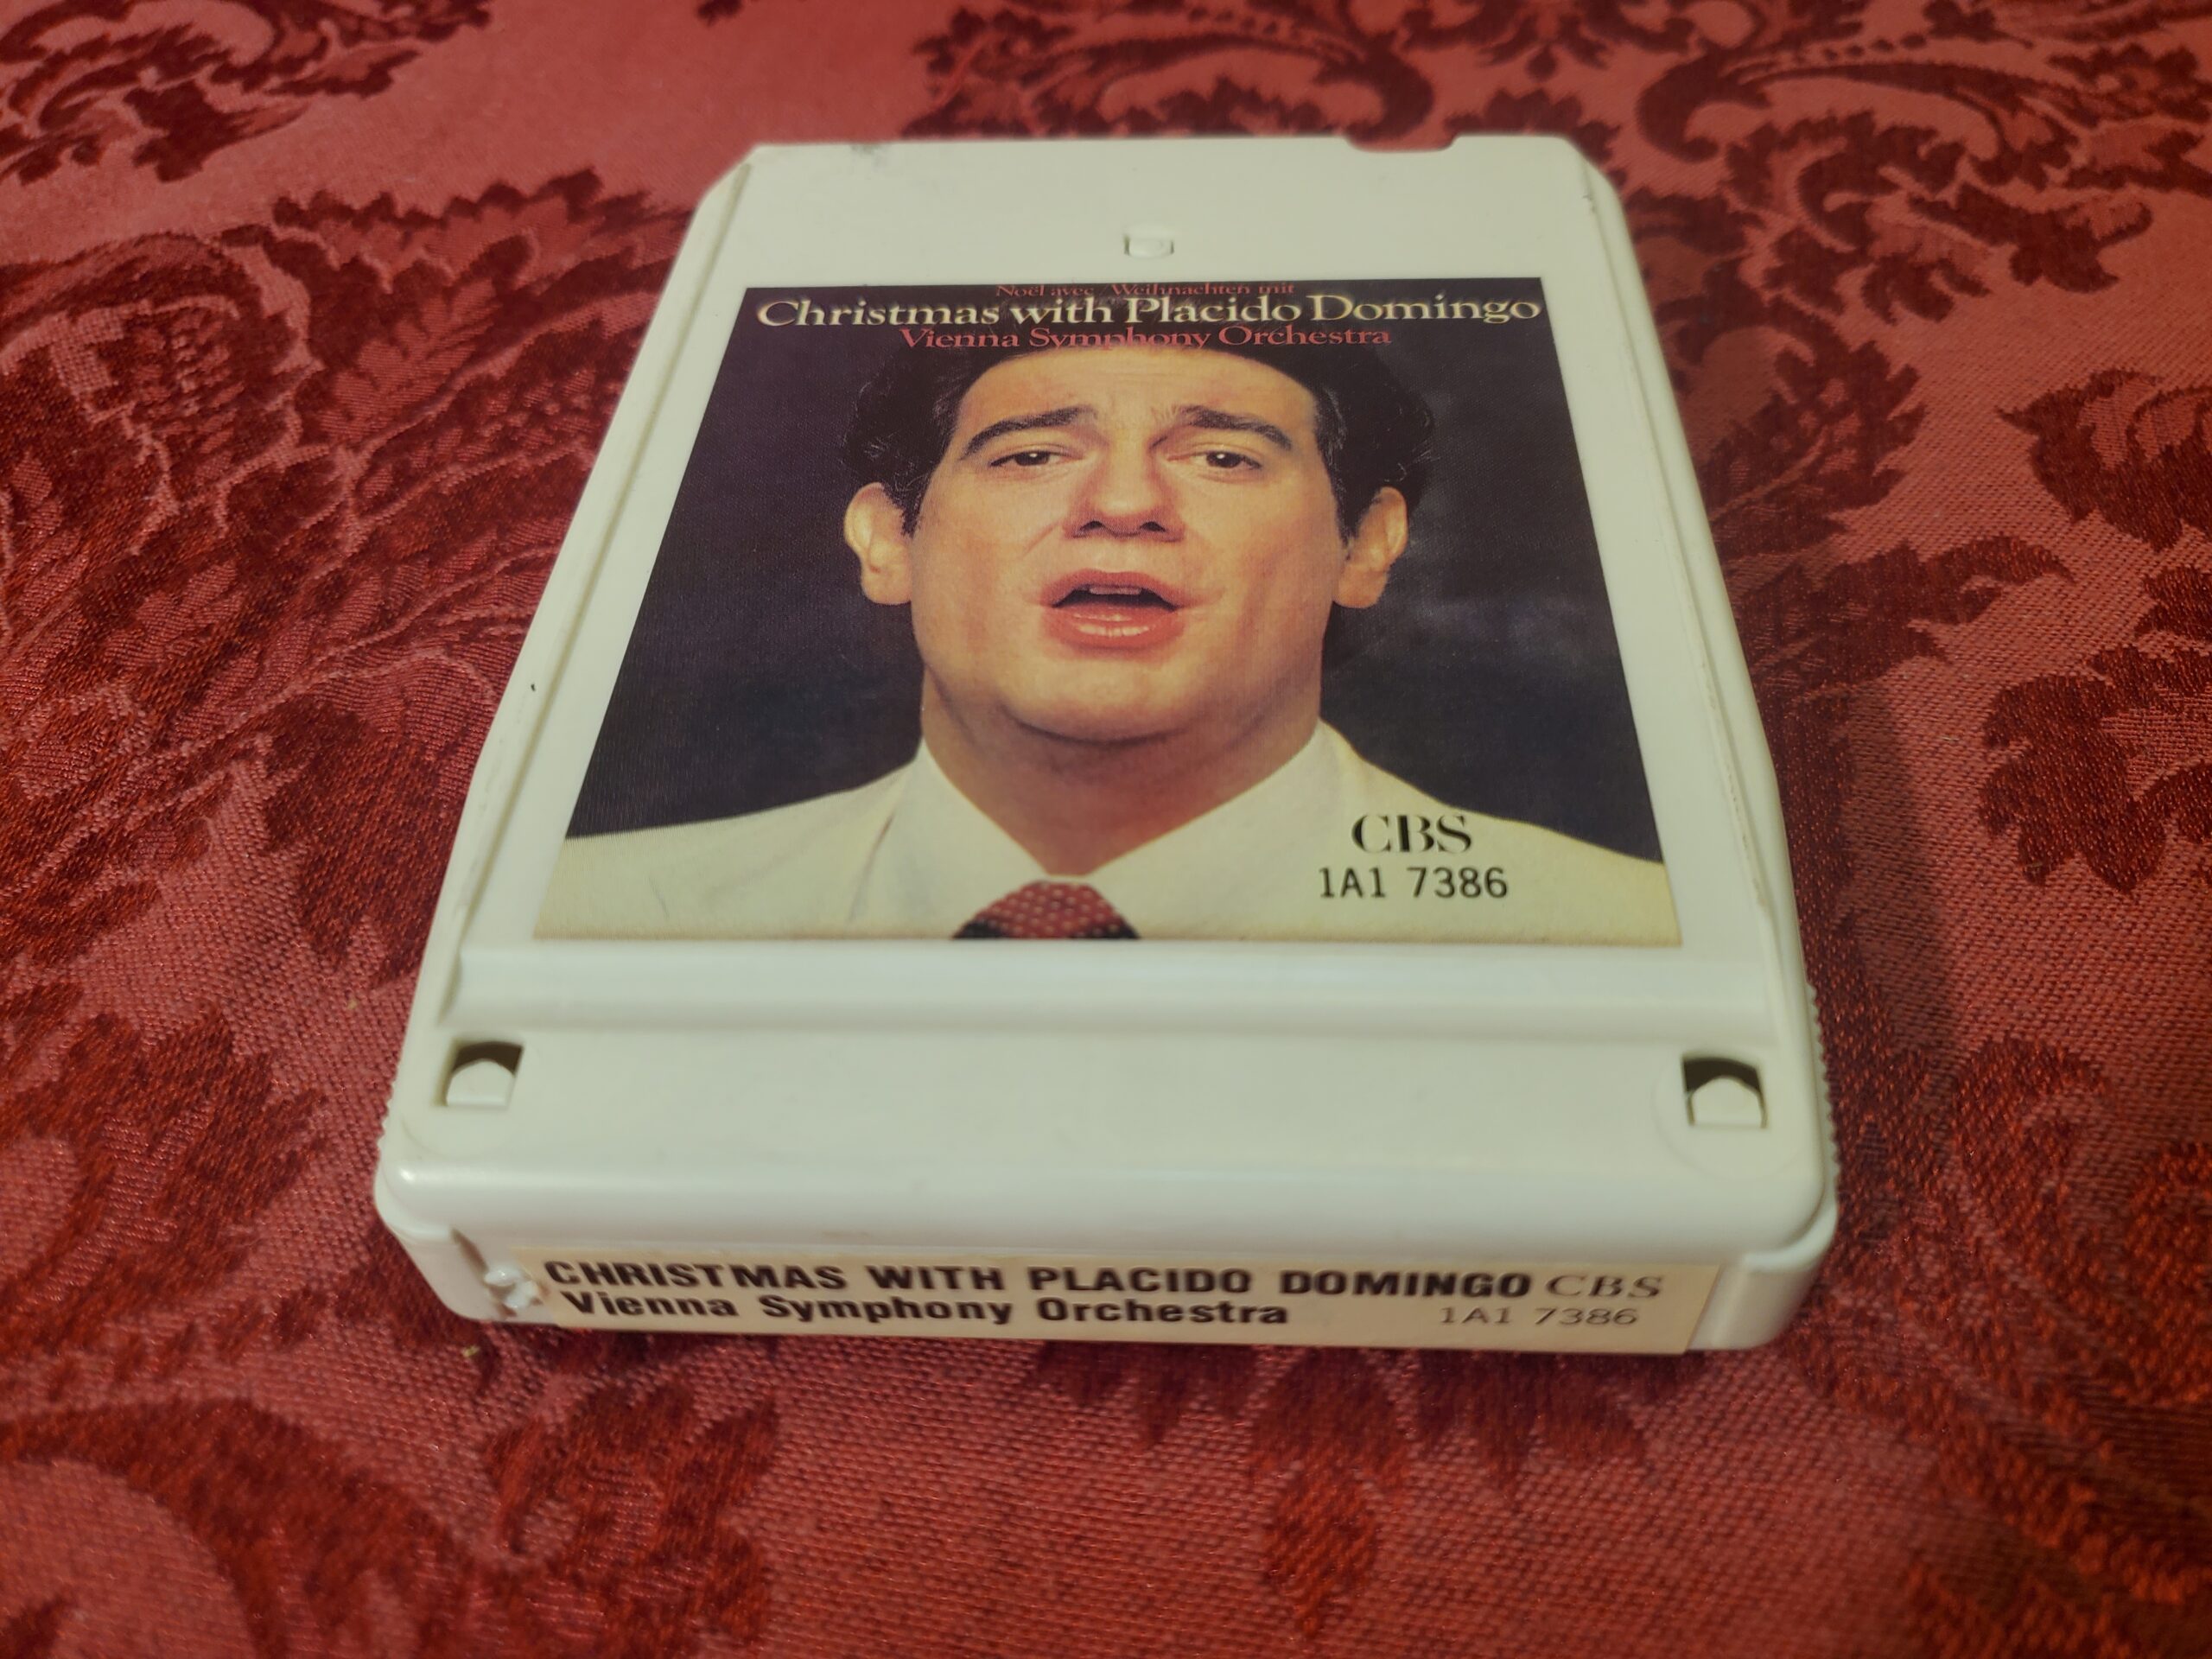 Noël avec / Weihnachten mit
Christmas with Placido Domingo
Vienna Symphony Orchestra
CBS
1A1 7386
CHRISTMAS WITH PLACIDO DOMINGO CBS
Vienna Symphony Orchestra 1A1 7386